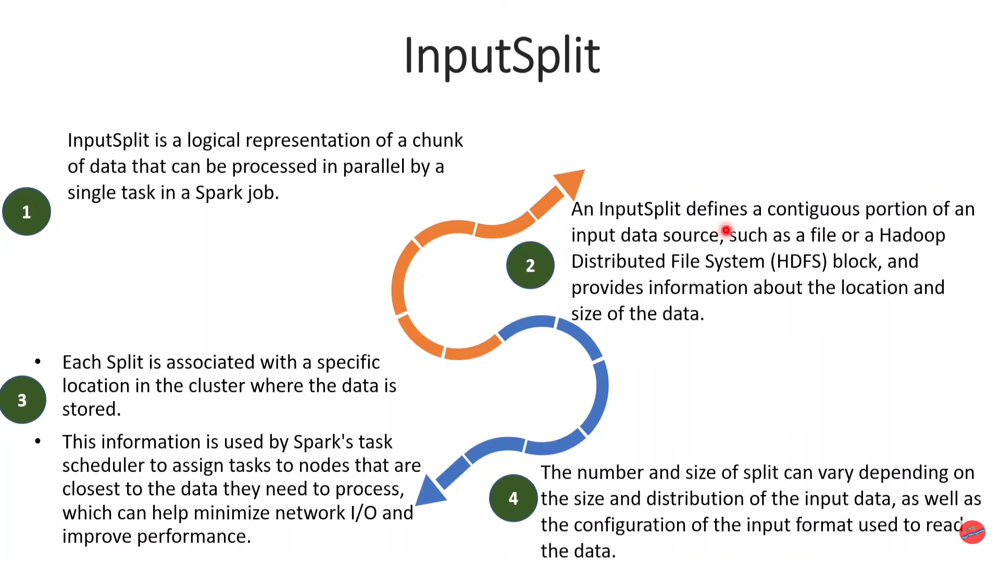 InputSplit
InputSplit is a logical representation of a chunk
of data that can be processed in parallel by a
single task in a Spark job.
1
An InputSplit defines a contiguous portion of an
input data source, such as a file or a Hadoop
Distributed File System (HDFS) block, and
provides information about the location and
size of the data.
2
• Each Split is associated with a specific
location in the cluster where the data is
stored.
3
• This information is used by Spark's task
scheduler to assign tasks to nodes that are
closest to the data they need to process,
which can help minimize network I/O and
improve performance.
4
The number and size of split can vary depending on
the size and distribution of the input data, as well as
the configuration of the input format used to read
the data.